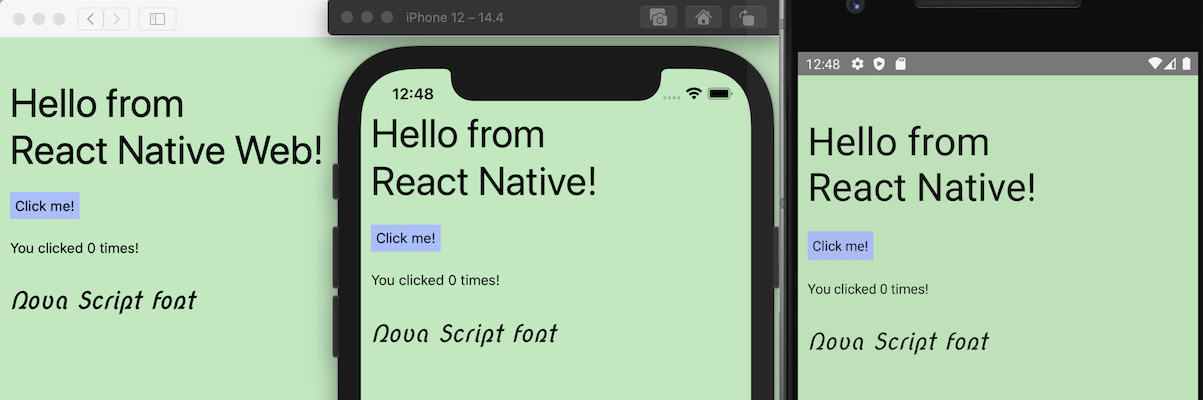 Hello from
React Native Web!
Click me!
You clicked 0 times!
Nova Script font
iPhone 12 – 14.4
12:48
Hello from
React Native!
Click me!
You clicked 0 times!
Nova Script font
12:48
Hello from
React Native!
Click me!
You clicked 0 times!
Nova Script font